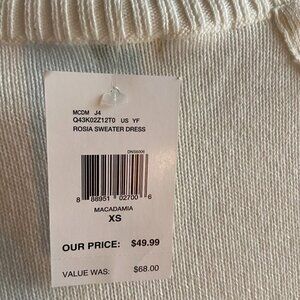 MCDM J4
Q43K02Z12T0 US YF
ROSIA SWEATER DRESS
DNS6006
8 88951 02700 6
MACADAMIA
XS
OUR PRICE: $49.99
VALUE WAS: $68.00